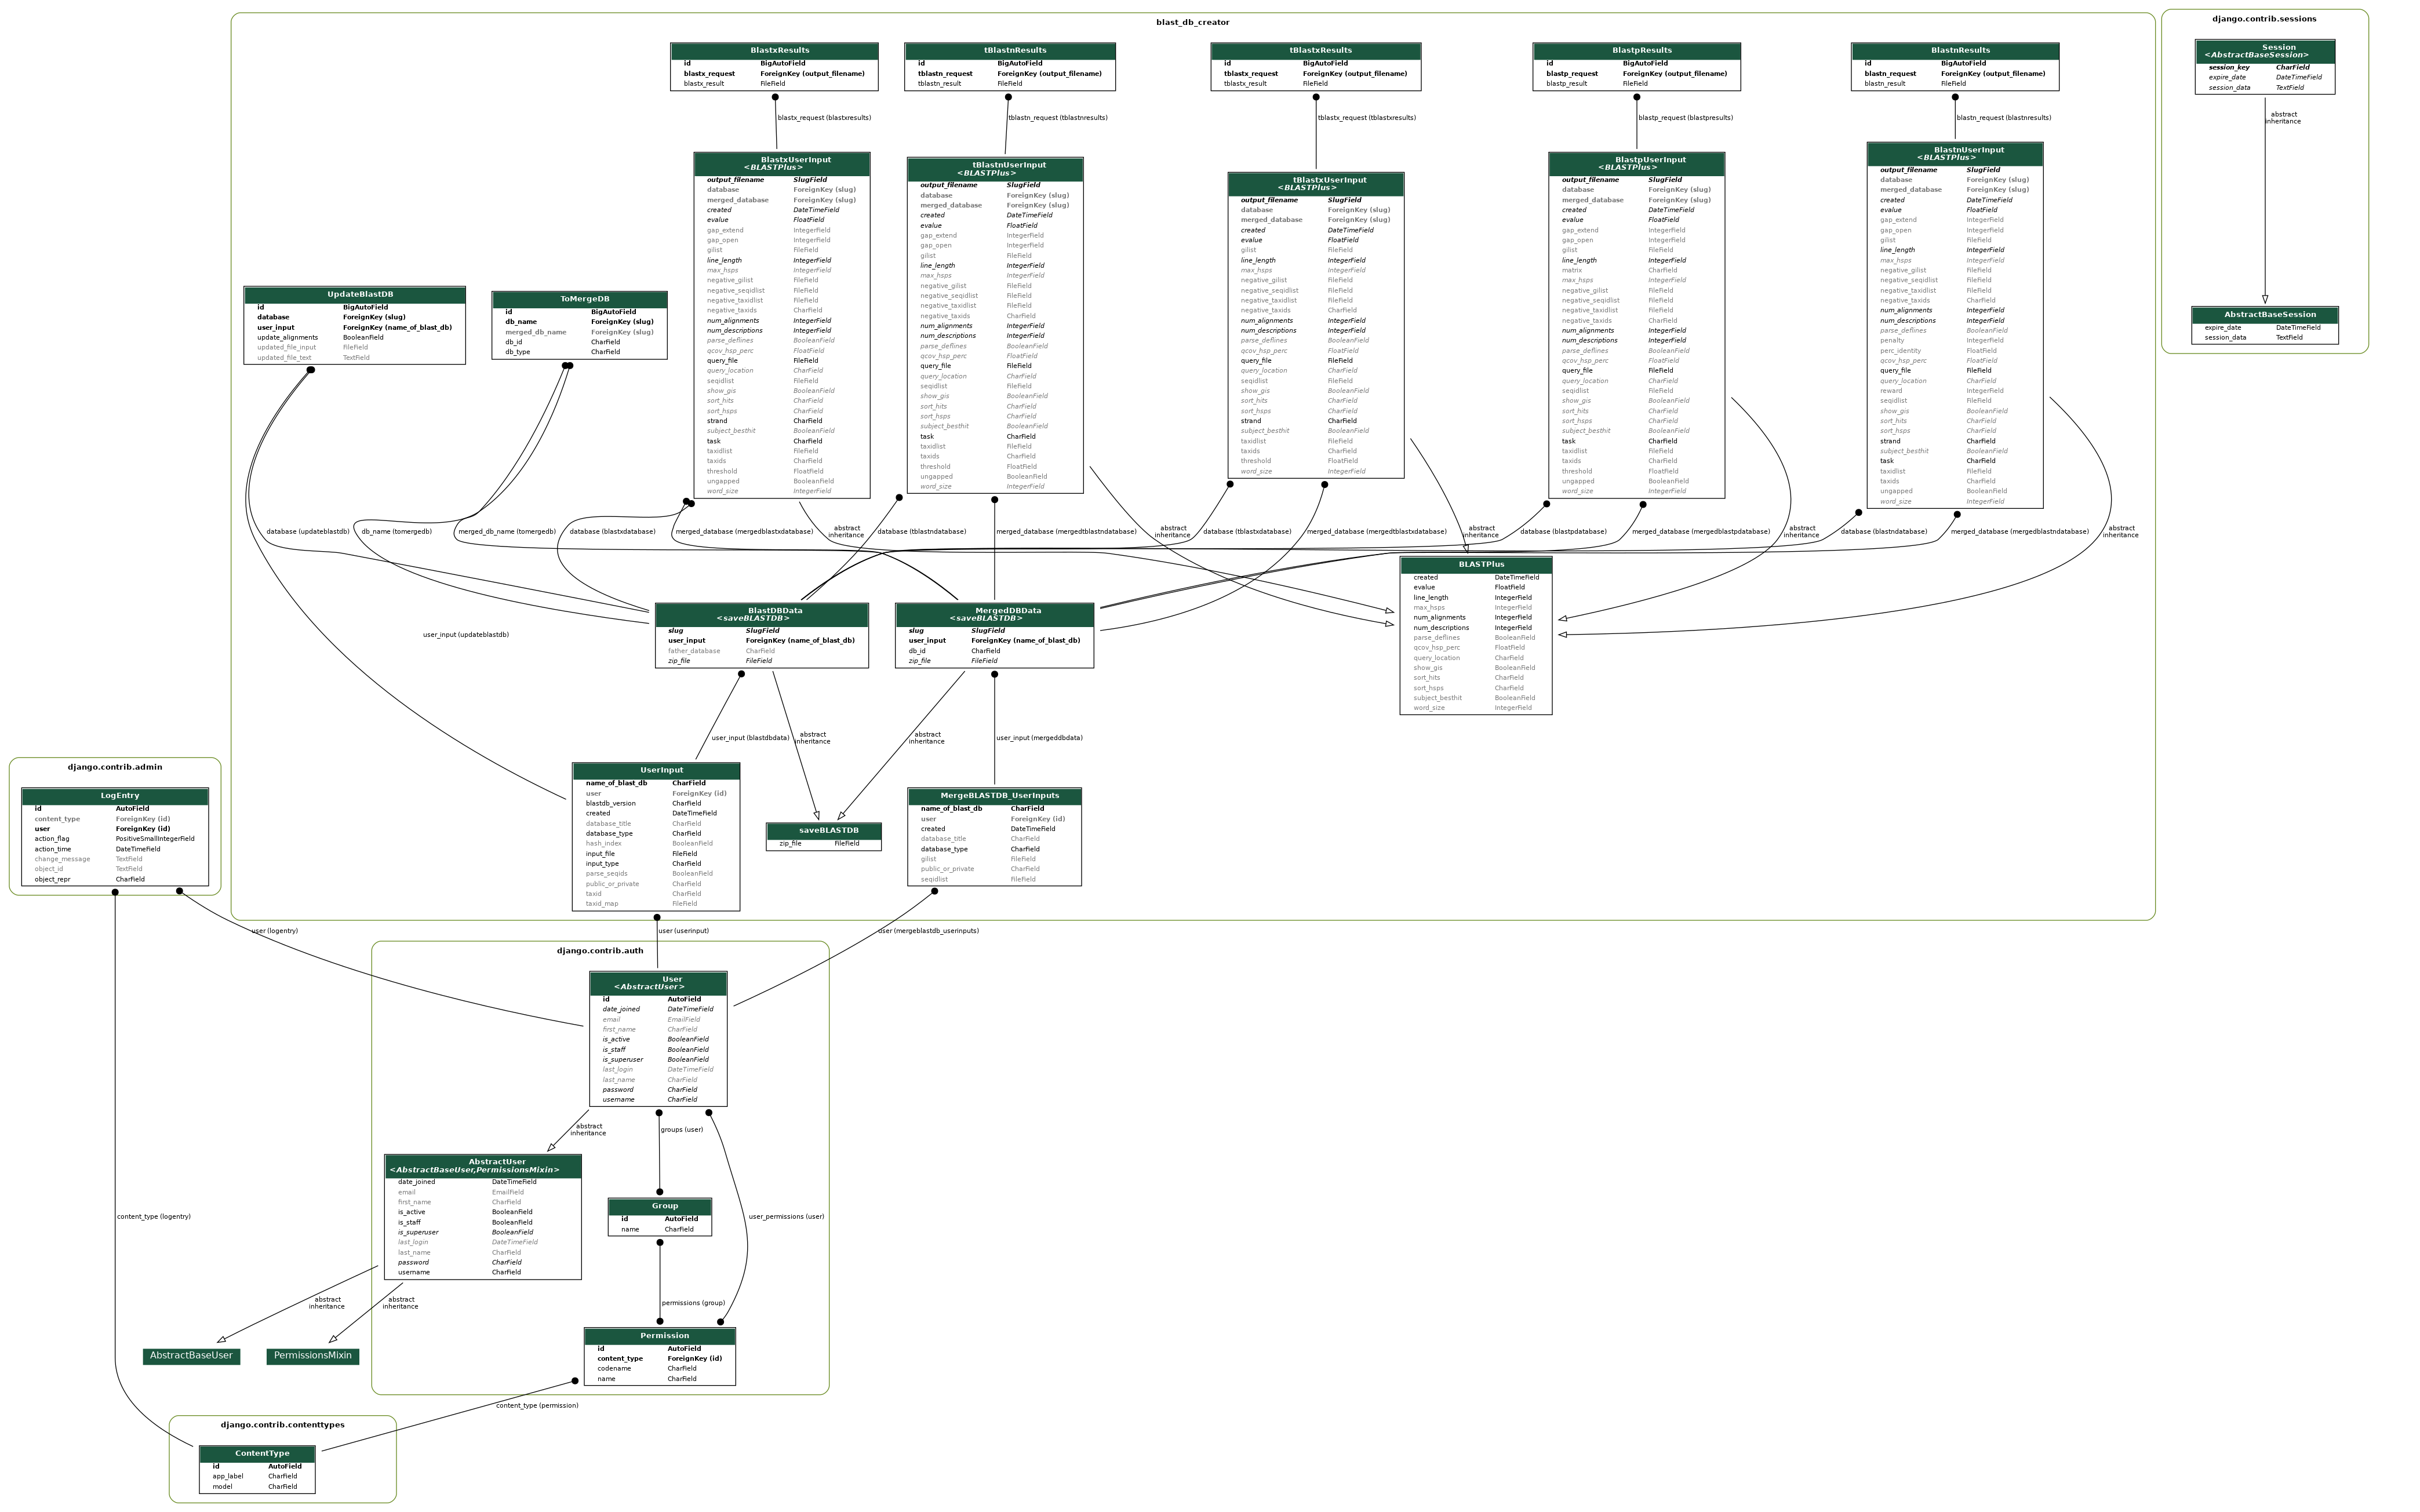 blast_db_creator
django.contrib.sessions
BlastxResults
id BigAutoField
blastx_request ForeignKey (output_filename)
blastx_result FileField
tBlastnResults
id BigAutoField
tblastn_request ForeignKey (output_filename)
tblastn_result FileField
tBlastxResults
id BigAutoField
tblastx_request ForeignKey (output_filename)
tblastx_result FileField
BlastpResults
id BigAutoField
blastp_request ForeignKey (output_filename)
blastp_result FileField
BlastnResults
id BigAutoField
blastn_request ForeignKey (output_filename)
blastn_result FileField
Session
<AbstractBaseSession>
session_key CharField
expire_date DateTimeField
session_data TextField
blastx_request (blastxresults)
tblastn_request (tblastnresults)
tblastx_request (tblastxresults)
blastp_request (blastpresults)
blastn_request (blastnresults)
abstract
inheritance
BlastxUserInput
<BLASTPlus>
output_filename SlugField
database ForeignKey (slug)
merged_database ForeignKey (slug)
created DateTimeField
evalue FloatField
gap_extend IntegerField
gap_open IntegerField
gilist FileField
line_length IntegerField
max_hsps IntegerField
negative_gilist FileField
negative_seqidlist FileField
negative_taxidlist FileField
negative_taxids CharField
num_alignments IntegerField
num_descriptions IntegerField
parse_deflines BooleanField
qcov_hsp_perc FloatField
query_file FileField
query_location CharField
seqidlist FileField
show_gis BooleanField
sort_hits CharField
sort_hsps CharField
strand CharField
subject_besthit BooleanField
task CharField
taxidlist FileField
taxids CharField
threshold FloatField
ungapped BooleanField
word_size IntegerField
tBlastnUserInput
<BLASTPlus>
output_filename SlugField
database ForeignKey (slug)
merged_database ForeignKey (slug)
created DateTimeField
evalue FloatField
gap_extend IntegerField
gap_open IntegerField
gilist FileField
line_length IntegerField
max_hsps IntegerField
negative_gilist FileField
negative_seqidlist FileField
negative_taxidlist FileField
negative_taxids CharField
num_alignments IntegerField
num_descriptions IntegerField
parse_deflines BooleanField
qcov_hsp_perc FloatField
query_file FileField
query_location CharField
seqidlist FileField
show_gis BooleanField
sort_hits CharField
sort_hsps CharField
subject_besthit BooleanField
task CharField
taxidlist FileField
taxids CharField
threshold FloatField
ungapped BooleanField
word_size IntegerField
tBlastxUserInput
<BLASTPlus>
output_filename SlugField
database ForeignKey (slug)
merged_database ForeignKey (slug)
created DateTimeField
evalue FloatField
gilist FileField
line_length IntegerField
max_hsps IntegerField
negative_gilist FileField
negative_seqidlist FileField
negative_taxidlist FileField
negative_taxids CharField
num_alignments IntegerField
num_descriptions IntegerField
parse_deflines BooleanField
qcov_hsp_perc FloatField
query_file FileField
query_location CharField
seqidlist FileField
show_gis BooleanField
sort_hits CharField
sort_hsps CharField
strand CharField
subject_besthit BooleanField
taxidlist FileField
taxids CharField
threshold FloatField
word_size IntegerField
BlastpUserInput
<BLASTPlus>
output_filename SlugField
database ForeignKey (slug)
merged_database ForeignKey (slug)
created DateTimeField
evalue FloatField
gap_extend IntegerField
gap_open IntegerField
gilist FileField
line_length IntegerField
matrix CharField
max_hsps IntegerField
negative_gilist FileField
negative_seqidlist FileField
negative_taxidlist FileField
negative_taxids CharField
num_alignments IntegerField
num_descriptions IntegerField
parse_deflines BooleanField
qcov_hsp_perc FloatField
query_file FileField
query_location CharField
seqidlist FileField
show_gis BooleanField
sort_hits CharField
sort_hsps CharField
subject_besthit BooleanField
task CharField
taxidlist FileField
taxids CharField
threshold FloatField
ungapped BooleanField
word_size IntegerField
BlastnUserInput
<BLASTPlus>
output_filename SlugField
database ForeignKey (slug)
merged_database ForeignKey (slug)
created DateTimeField
evalue FloatField
gap_extend IntegerField
gap_open IntegerField
gilist FileField
line_length IntegerField
max_hsps IntegerField
negative_gilist FileField
negative_seqidlist FileField
negative_taxidlist FileField
negative_taxids CharField
num_alignments IntegerField
num_descriptions IntegerField
parse_deflines BooleanField
penalty IntegerField
perc_identity FloatField
qcov_hsp_perc FloatField
query_file FileField
query_location CharField
reward IntegerField
seqidlist FileField
show_gis BooleanField
sort_hits CharField
sort_hsps CharField
strand CharField
subject_besthit BooleanField
task CharField
taxidlist FileField
taxids CharField
ungapped BooleanField
word_size IntegerField
AbstractBaseSession
expire_date DateTimeField
session_data TextField
UpdateBlastDB
id BigAutoField
database ForeignKey (slug)
user_input ForeignKey (name_of_blast_db)
update_alignments BooleanField
updated_file_input FileField
updated_file_text TextField
ToMergeDB
id BigAutoField
db_name ForeignKey (slug)
merged_db_name ForeignKey (slug)
db_id CharField
db_type CharField
database (updateblastdb)
db_name (tomergedb)
merged_db_name (tomergedb)
database (blastxdatabase)
merged_database (mergedblastxdatabase)
abstract
inheritance
database (tblastndatabase)
merged_database (mergedtblastndatabase)
abstract
inheritance
database (tblastxdatabase)
merged_database (mergedtblastxdatabase)
abstract
inheritance
database (blastpdatabase)
merged_database (mergedblastpdatabase)
abstract
inheritance
database (blastndatabase)
merged_database (mergedblastndatabase)
abstract
inheritance
BLASTPlus
created DateTimeField
evalue FloatField
line_length IntegerField
max_hsps IntegerField
num_alignments IntegerField
num_descriptions IntegerField
parse_deflines BooleanField
qcov_hsp_perc FloatField
query_location CharField
show_gis BooleanField
sort_hits CharField
sort_hsps CharField
subject_besthit BooleanField
word_size IntegerField
BlastDBData
<saveBLASTDB>
slug SlugField
user_input ForeignKey (name_of_blast_db)
father_database CharField
zip_file FileField
MergedDBData
<saveBLASTDB>
slug SlugField
user_input ForeignKey (name_of_blast_db)
db_id CharField
zip_file FileField
user_input (updateblastdb)
user_input (blastdbdata)
abstract
inheritance
abstract
inheritance
user_input (mergeddbdata)
django.contrib.admin
LogEntry
id AutoField
content_type ForeignKey (id)
user ForeignKey (id)
action_flag PositiveSmallIntegerField
action_time DateTimeField
change_message TextField
object_id TextField
object_repr CharField
UserInput
name_of_blast_db CharField
user ForeignKey (id)
blastdb_version CharField
created DateTimeField
database_title CharField
database_type CharField
hash_index BooleanField
input_file FileField
input_type CharField
parse_seqids BooleanField
public_or_private CharField
taxid CharField
taxid_map FileField
saveBLASTDB
zip_file FileField
MergeBLASTDB_UserInputs
name_of_blast_db CharField
user ForeignKey (id)
created DateTimeField
database_title CharField
database_type CharField
gilist FileField
public_or_private CharField
seqidlist FileField
user (logentry)
user (userinput)
user (mergeblastdb_userinputs)
django.contrib.auth
User
<AbstractUser>
id AutoField
date_joined DateTimeField
email EmailField
first_name CharField
is_active BooleanField
is_staff BooleanField
is_superuser BooleanField
last_login DateTimeField
last_name CharField
password CharField
username CharField
abstract
inheritance
groups (user)
AbstractUser
<AbstractBaseUser,PermissionsMixin>
date_joined DateTimeField
email EmailField
first_name CharField
is_active BooleanField
is_staff BooleanField
is_superuser BooleanField
last_login DateTimeField
last_name CharField
password CharField
username CharField
Group
id AutoField
name CharField
content_type (logentry)
user_permissions (user)
abstract
inheritance
abstract
inheritance
permissions (group)
AbstractBaseUser
PermissionsMixin
Permission
id AutoField
content_type ForeignKey (id)
codename CharField
name CharField
content_type (permission)
django.contrib.contenttypes
ContentType
id AutoField
app_label CharField
model CharField